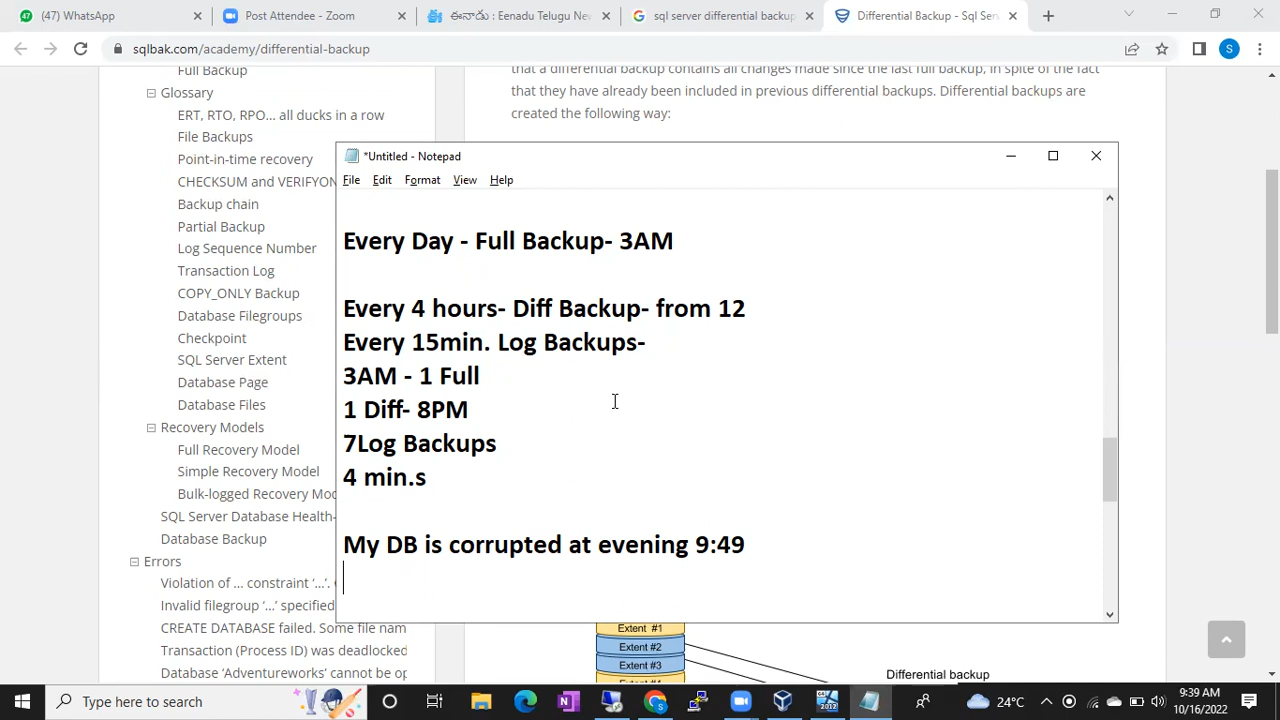 (47) WhatsApp
Post Attendee - Zoom
ఈనాడు : Eenadu Telugu Ne
sql server differential backup
Differential Backup - Sql Ser
sqlbak.com/academy/differential-backup
S
Full Backup
Glossary
ERT, RTO, RPO... all ducks in a row
File Backups
Point-in-time recovery
CHECKSUM and VERIFYON
Backup chain
Partial Backup
Log Sequence Number
Transaction Log
COPY_ONLY Backup
Database Filegroups
Checkpoint
SQL Server Extent
Database Page
Database Files
Recovery Models
Full Recovery Model
Simple Recovery Model
Bulk-logged Recovery Mod
SQL Server Database Health-
Database Backup
Errors
Violation of ... constraint ‘...’.
Invalid filegroup ‘...’ specified
CREATE DATABASE failed. Some file nam
Transaction (Process ID) was deadlocked
Database ‘Adventureworks’ cannot be op
that a differential backup contains all changes made since the last full backup, in spite of the fact
that they have already been included in previous differential backups. Differential backups are
created the following way:
*Untitled - Notepad
File Edit Format View Help
Every Day - Full Backup- 3AM
Every 4 hours- Diff Backup- from 12
Every 15min. Log Backups-
3AM - 1 Full
1 Diff- 8PM
7Log Backups
4 min.s
My DB is corrupted at evening 9:49
Extent #1
Extent #2
Extent #3
Differential backup
Type here to search
24°C
9:39 AM
10/16/2022